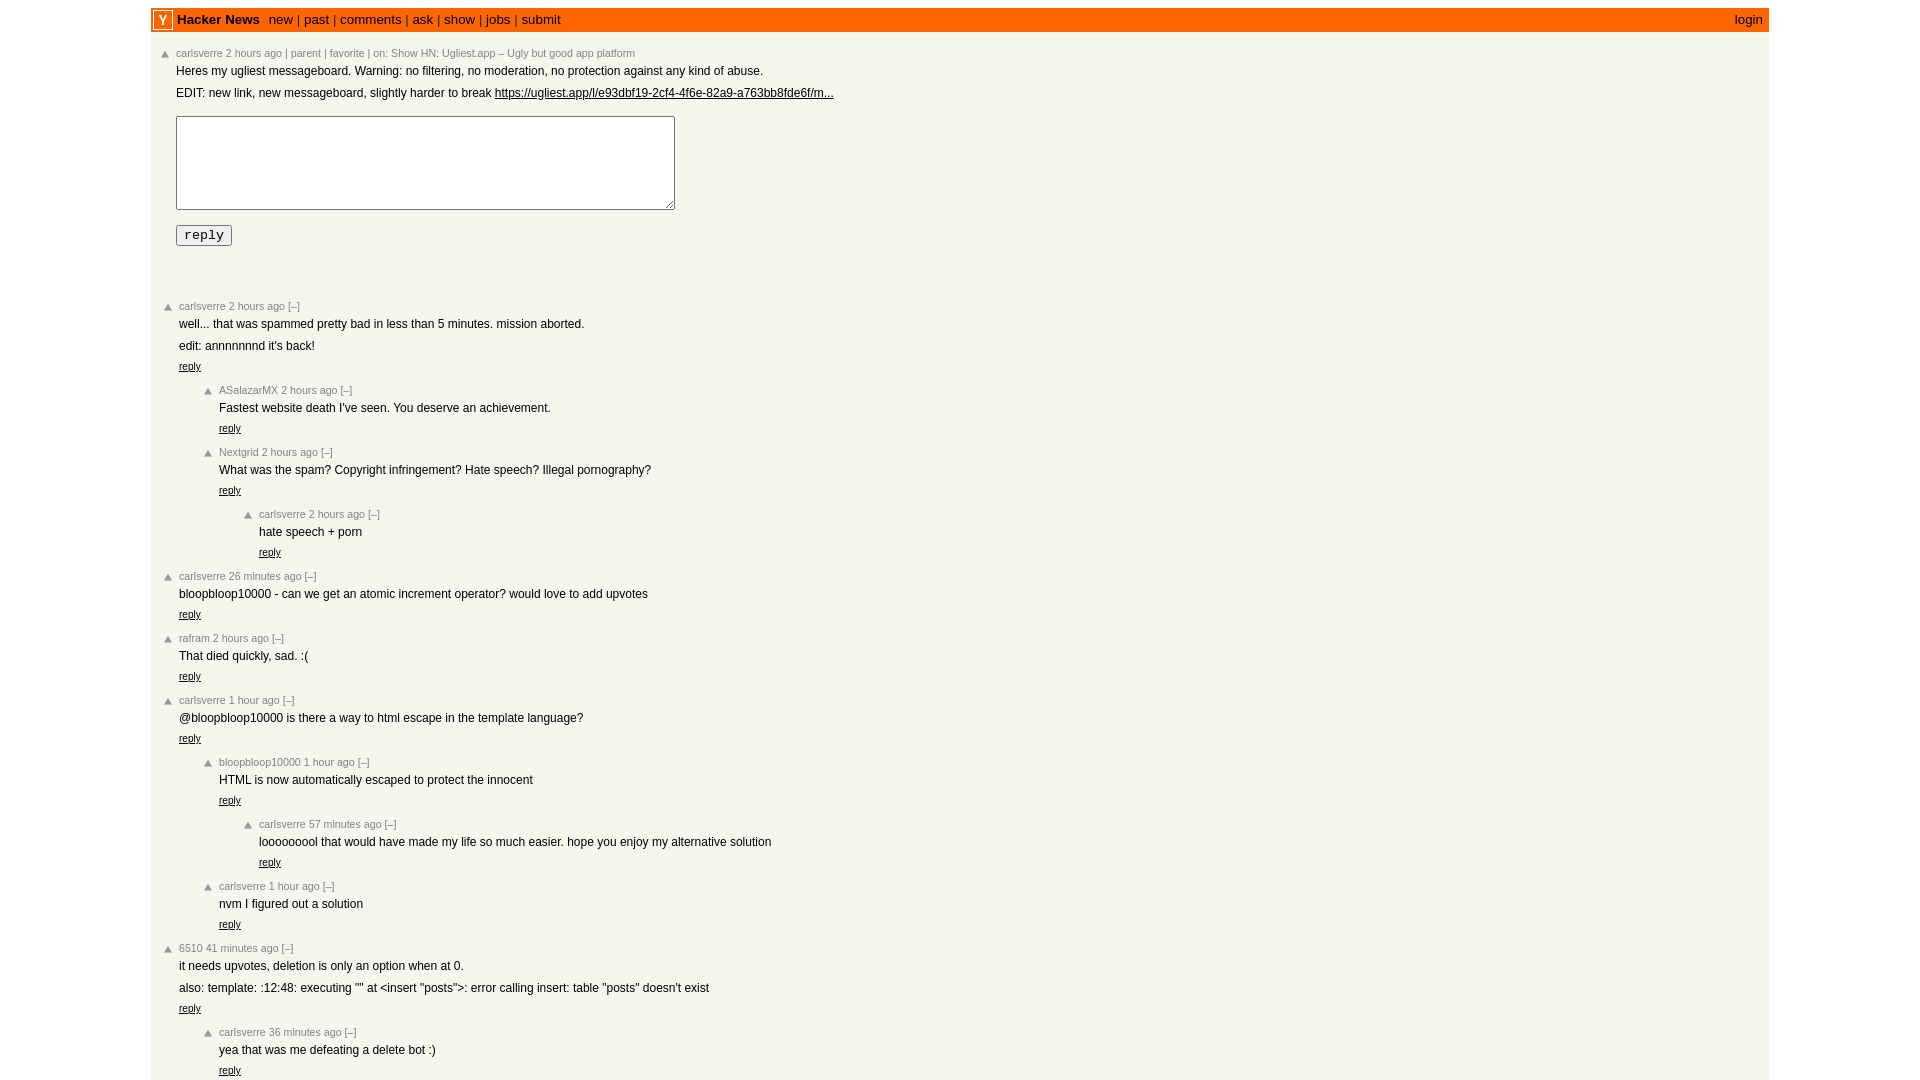 Y Hacker News new | past | comments | ask | show | jobs | submit login
carlsverre 2 hours ago | parent | favorite | on: Show HN: Ugliest.app – Ugly but good app platform
Heres my ugliest messageboard. Warning: no filtering, no moderation, no protection against any kind of abuse.
EDIT: new link, new messageboard, slightly harder to break https://ugliest.app/l/e93dbf19-2cf4-4f6e-82a9-a763bb8fde6f/m...
reply
carlsverre 2 hours ago [–]
well... that was spammed pretty bad in less than 5 minutes. mission aborted.
edit: annnnnnnd it's back!
reply
ASalazarMX 2 hours ago [–]
Fastest website death I've seen. You deserve an achievement.
reply
Nextgrid 2 hours ago [–]
What was the spam? Copyright infringement? Hate speech? Illegal pornography?
reply
carlsverre 2 hours ago [–]
hate speech + porn
reply
carlsverre 26 minutes ago [–]
bloopbloop10000 - can we get an atomic increment operator? would love to add upvotes
reply
rafram 2 hours ago [–]
That died quickly, sad. :(
reply
carlsverre 1 hour ago [–]
@bloopbloop10000 is there a way to html escape in the template language?
reply
bloopbloop10000 1 hour ago [–]
HTML is now automatically escaped to protect the innocent
reply
carlsverre 57 minutes ago [–]
looooooool that would have made my life so much easier. hope you enjoy my alternative solution
reply
carlsverre 1 hour ago [–]
nvm I figured out a solution
reply
6510 41 minutes ago [–]
it needs upvotes, deletion is only an option when at 0.
also: template: :12:48: executing "" at <insert "posts">: error calling insert: table "posts" doesn't exist
reply
carlsverre 36 minutes ago [–]
yea that was me defeating a delete bot :)
reply